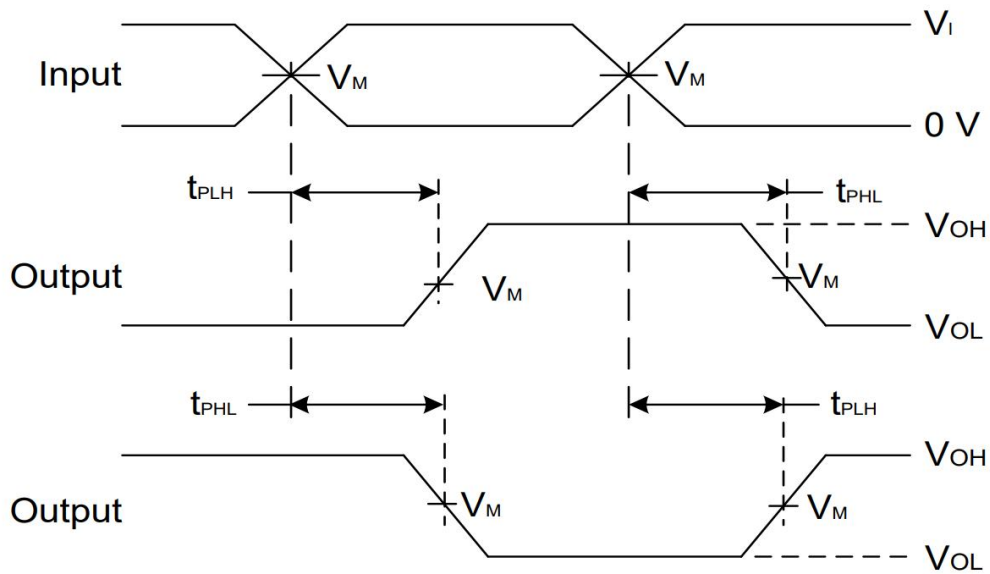 VI
Input
VM
VM
0 V
tPLH
tPHL
VOH
Output
VM
VM
VOL
tPHL
tPLH
VOH
Output
VM
VM
VOL